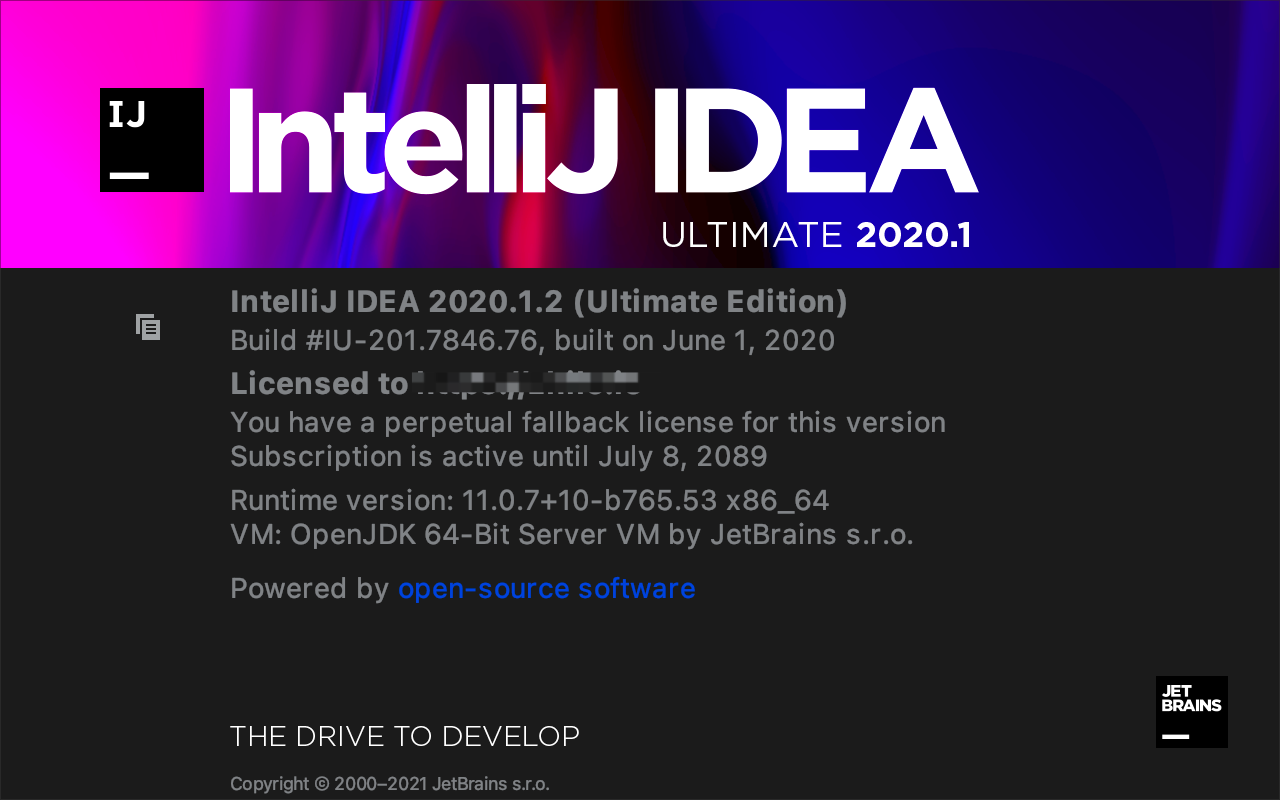 IJ
IntelliJ IDEA
ULTIMATE 2020.1
IntelliJ IDEA 2020.1.2 (Ultimate Edition)
Build #IU-201.7846.76, built on June 1, 2020
Licensed to
You have a perpetual fallback license for this version
Subscription is active until July 8, 2089
Runtime version: 11.0.7+10-b765.53 x86_64
VM: OpenJDK 64-Bit Server VM by JetBrains s.r.o.
Powered by open-source software
JET
BRAINS
THE DRIVE TO DEVELOP
Copyright © 2000–2021 JetBrains s.r.o.